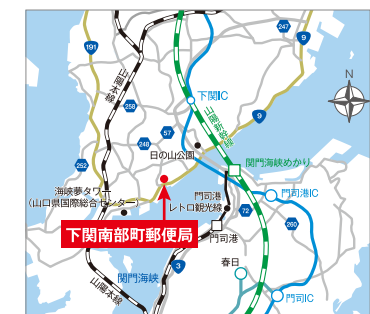 191
9
山陽本線
N
258
下関IC
9
山陽新幹線
57
248
日の山公園
252
関門海峡めかり
海峡夢タワー
(山口県国際総合センター)
門司港
レトロ観光線
門司港IC
72
260
下関南部町郵便局
門司港
春日
関門海峡
3
山陽本線
門司IC